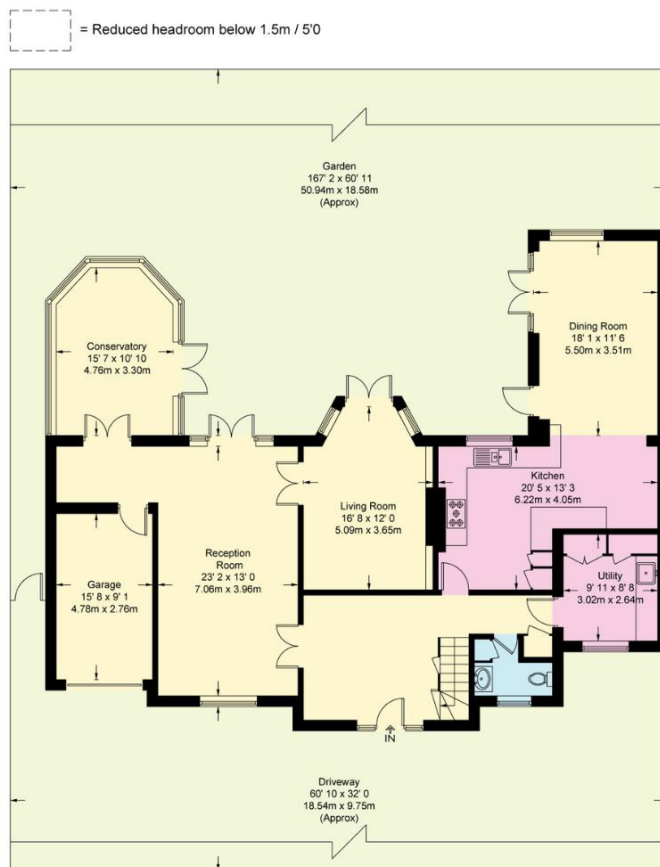 = Reduced headroom below 1.5m / 5'0
Garden
167' 2 x 60' 11
50.94m x 18.58m
(Approx)
Conservatory
15' 7 x 10' 10
4.76m x 3.30m
Dining Room
18' 1 x 11' 6
5.50m x 3.51m
Living Room
16' 8 x 12' 0
5.09m x 3.65m
Kitchen
20' 5 x 13' 3
6.22m x 4.05m
Reception
Room
23' 2 x 13' 0
7.06m x 3.96m
Garage
15' 8 x 9' 1
4.78m x 2.76m
Utility
9' 11 x 8' 8
3.02m x 2.64m
IN
Driveway
60' 10 x 32' 0
18.54m x 9.75m
(Approx)